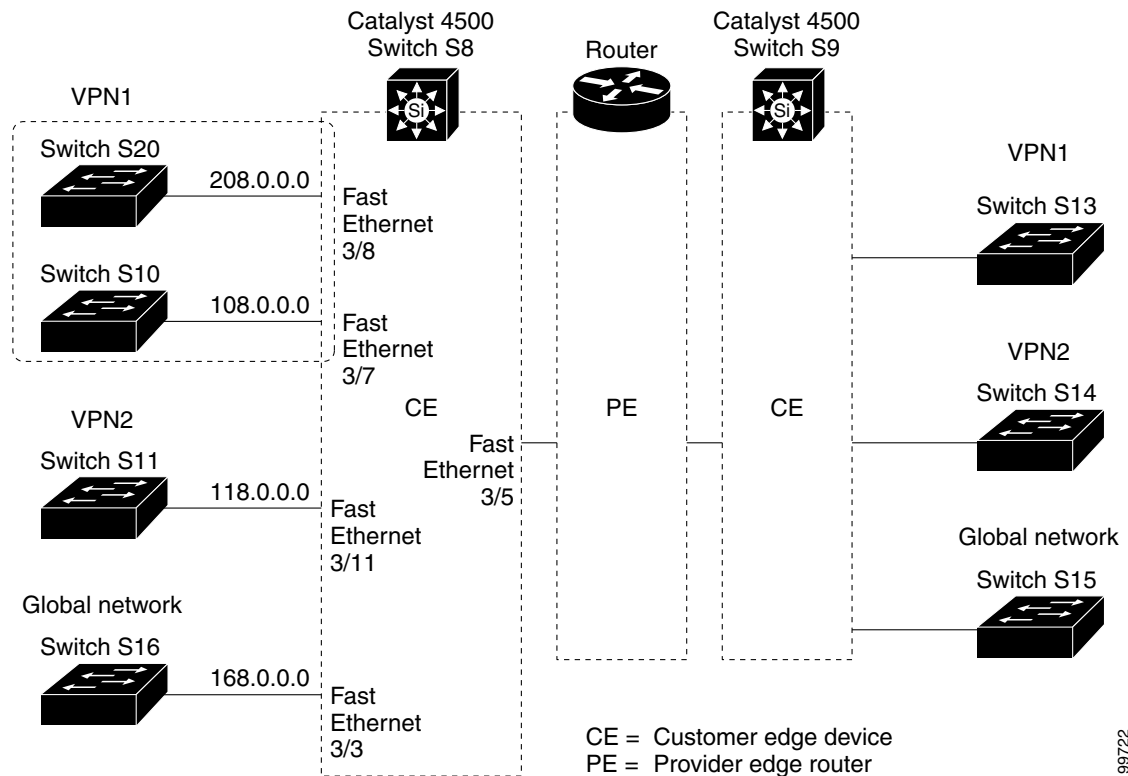 Catalyst 4500
Switch S8
Router
Catalyst 4500
Switch S9
Si
Si
VPN1
Switch S20
208.0.0.0
Fast
Ethernet
3/8
Switch S10
108.0.0.0
Fast
Ethernet
3/7
VPN2
Switch S11
118.0.0.0
Fast
Ethernet
3/11
Global network
Switch S16
168.0.0.0
Fast
Ethernet
3/3
CE
Fast
Ethernet
3/5
PE
CE
VPN1
Switch S13
VPN2
Switch S14
Global network
Switch S15
CE = Customer edge device
PE = Provider edge router
99722